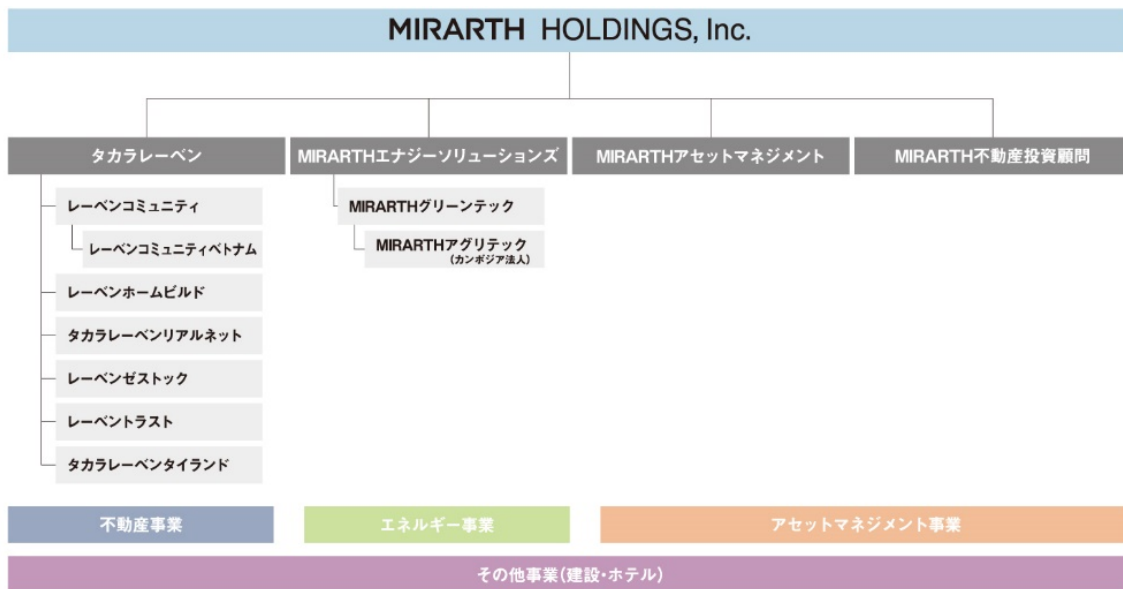 MIRARTH HOLDINGS, Inc.
タカラレーベン
MIRARTHエナジーソリューションズ
MIRARTHアセットマネジメント
MIRARTH不動産投資顧問
レーベンコミュニティ
レーベンコミュニティベトナム
レーベンホームビルド
タカラレーベンリアルネット
レーベンゼストック
レーベントラスト
タカラレーベンタイランド
MIRARTHグリーンテック
MIRARTHアグリテック
(カンボジア法人)
不動産事業
エネルギー事業
アセットマネジメント事業
その他事業(建設・ホテル)